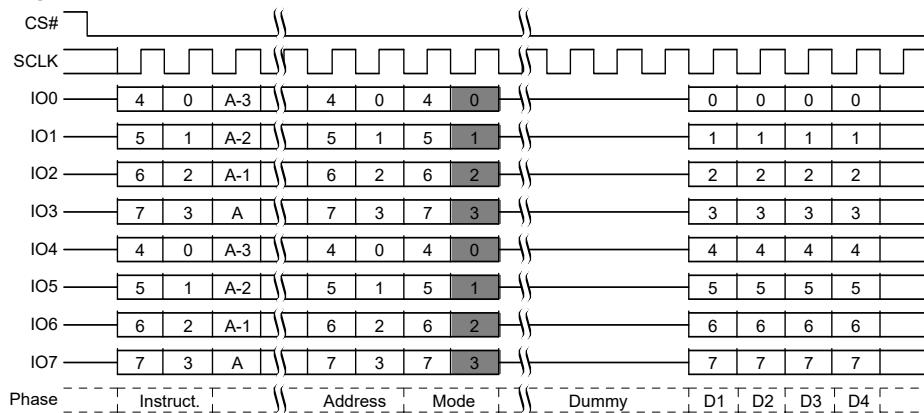 CS#
SCLK
IO0 4 0 A-3 4 0 4 0 0 0 0 0
IO1 5 1 A-2 5 1 5 1 1 1 1 1
IO2 6 2 A-1 6 2 6 2 2 2 2 2
IO3 7 3 A 7 3 7 3 3 3 3 3
IO4 4 0 A-3 4 0 4 0 4 4 4 4
IO5 5 1 A-2 5 1 5 1 5 5 5 5
IO6 6 2 A-1 6 2 6 2 6 6 6 6
IO7 7 3 A 7 3 7 3 7 7 7 7
Phase Instruct. Address Mode Dummy D1 D2 D3 D4